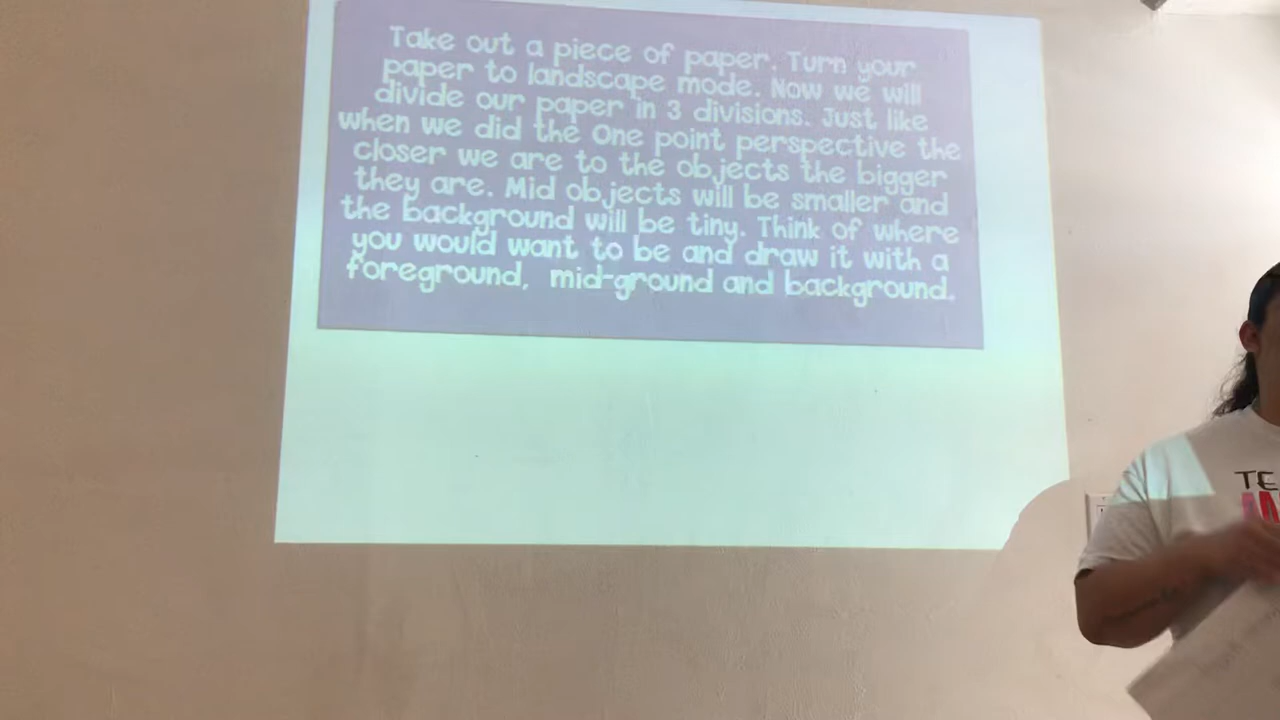 Take out a piece of paper. Turn your
paper to landscape mode. Now we will
divide our paper in 3 divisions. Just like
when we did the One point perspective the
closer we are to the objects the bigger
they are. Mid objects will be smaller and
the background will be tiny. Think of where
you would want to be and draw it with a
foreground, mid-ground and background.